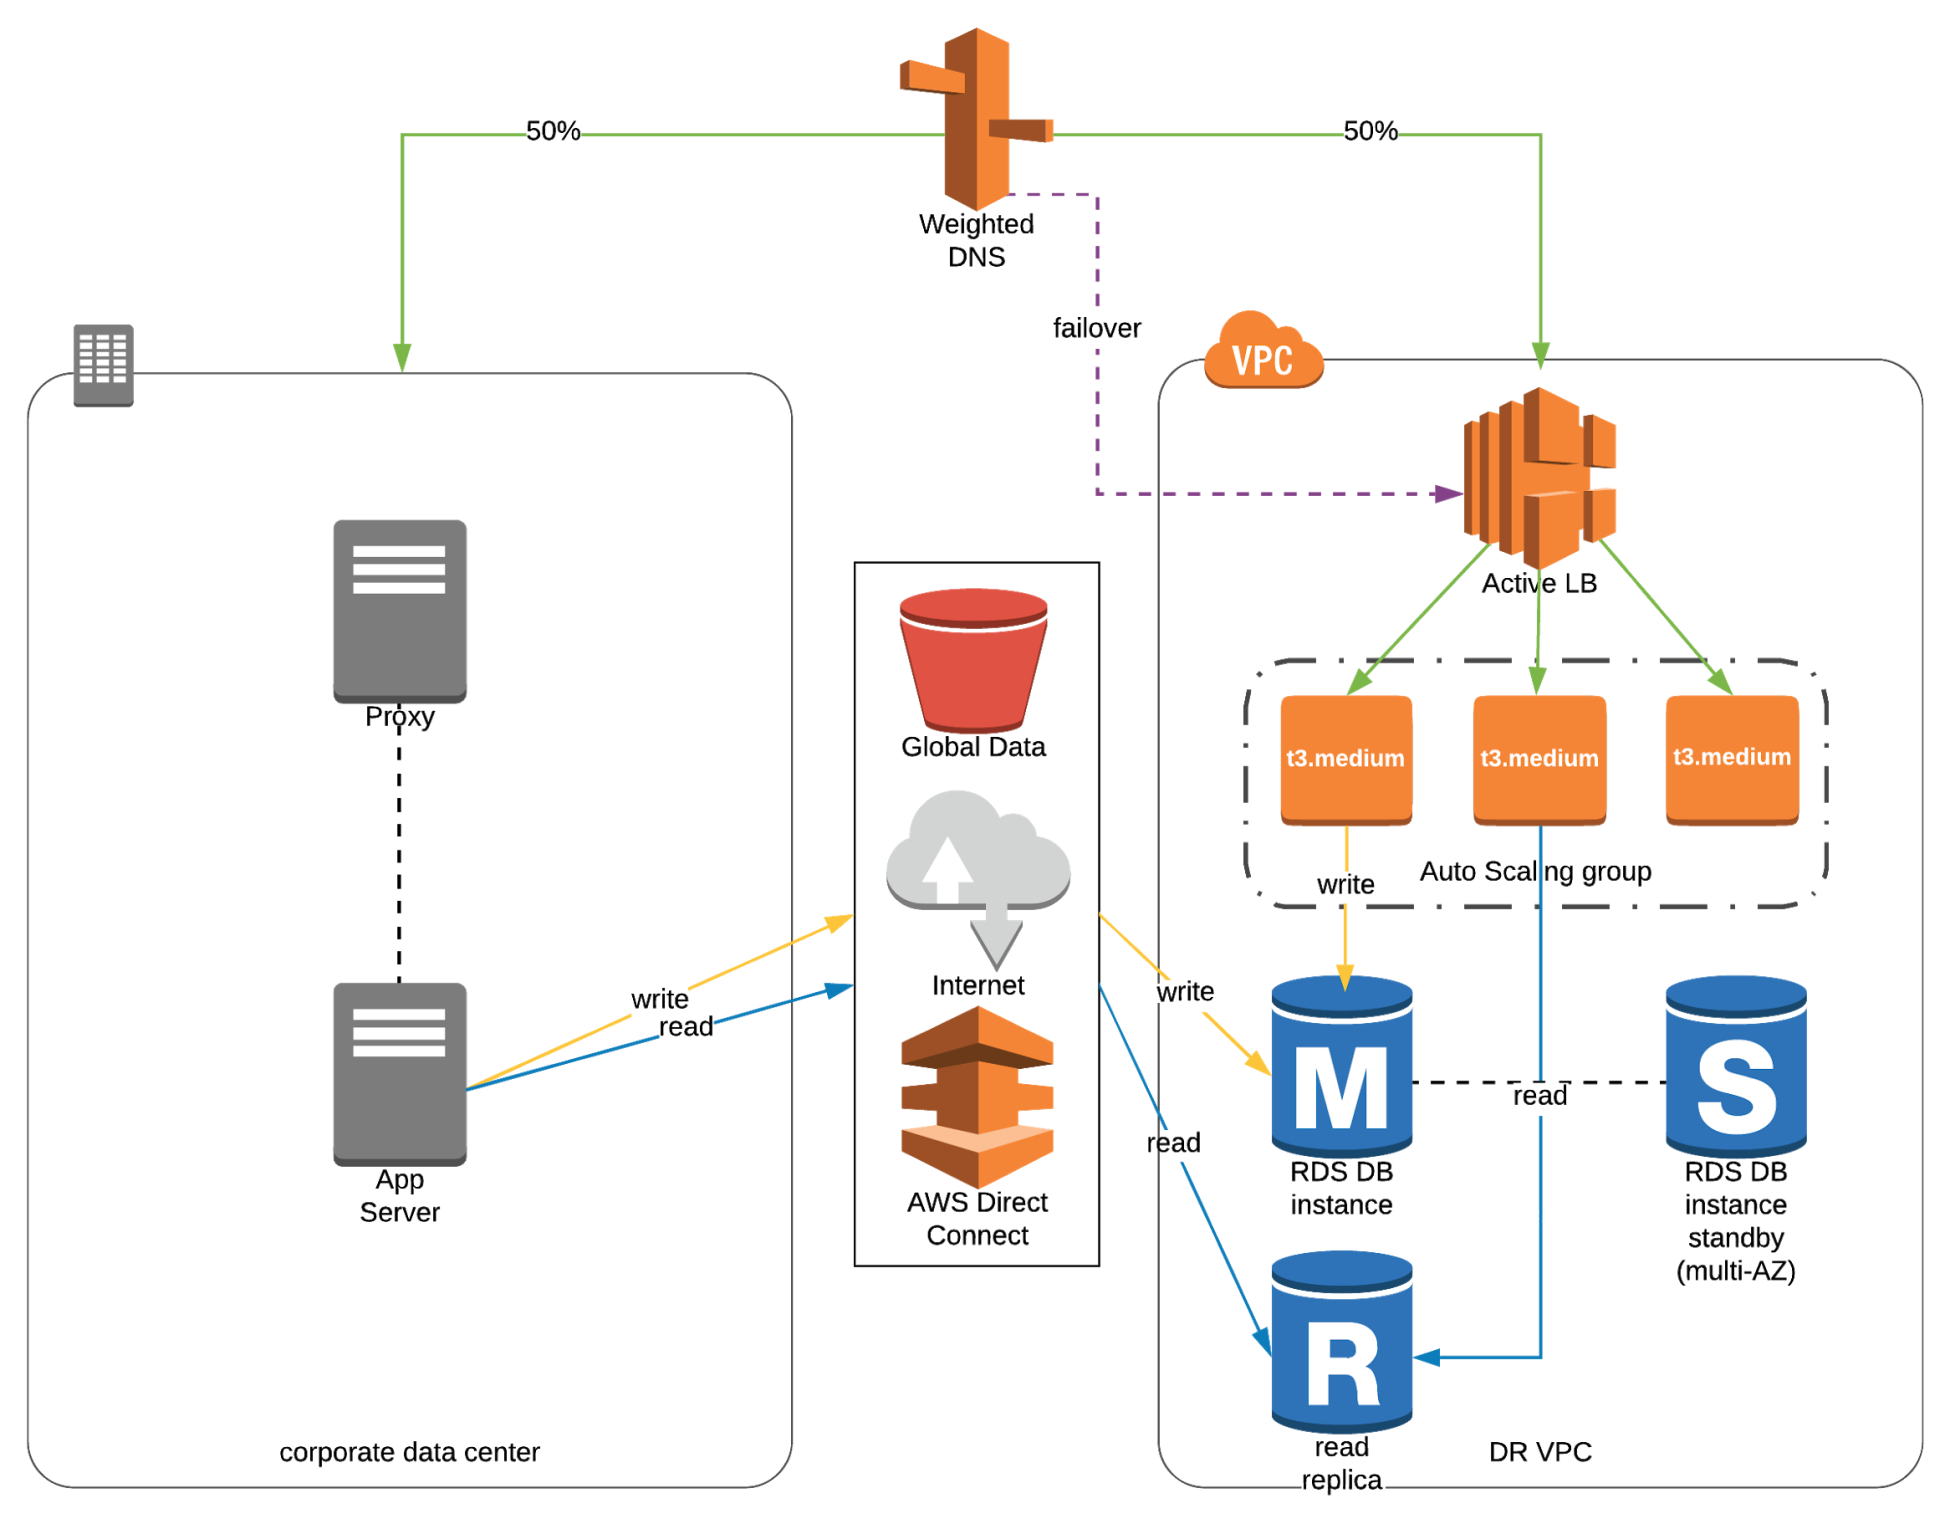 50%
50%
Weighted
DNS
failover
VPC
Active LB
Proxy
Global Data
t3.medium
t3.medium
t3.medium
Auto Scaling group
write
Internet
write
read
write
M
S
read
read
App
Server
AWS Direct
Connect
RDS DB
instance
RDS DB
instance
standby
(multi-AZ)
R
read
replica
corporate data center
DR VPC